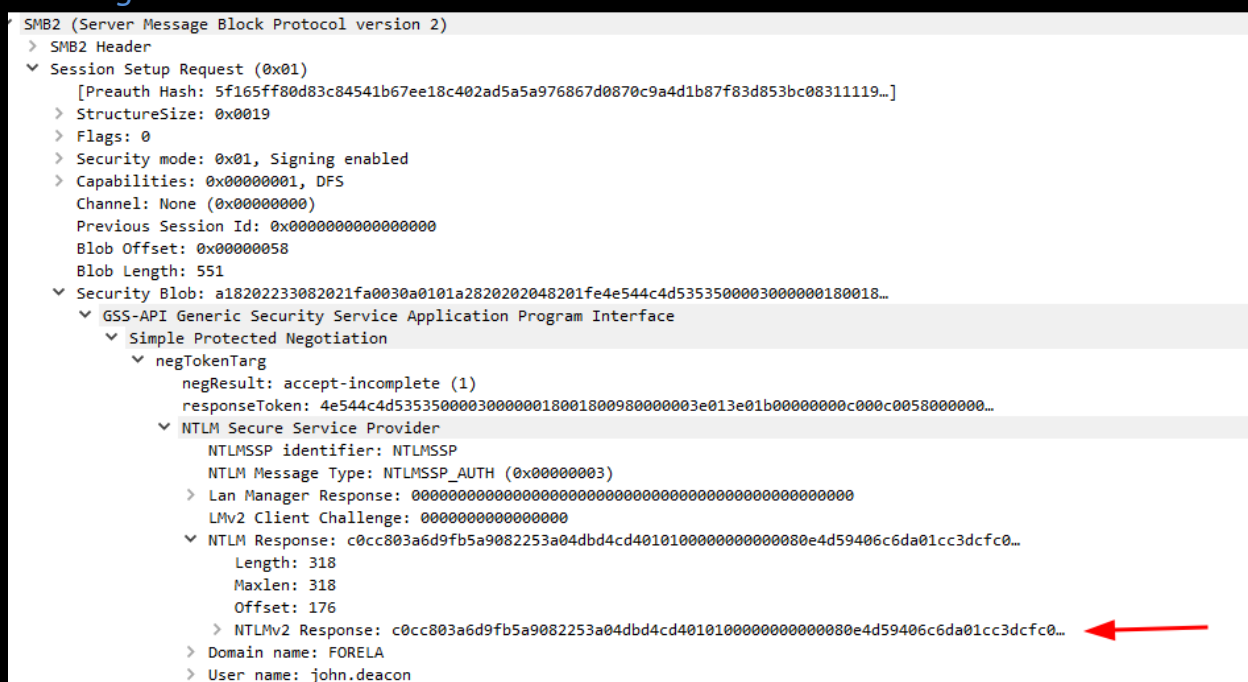 SMB2 (Server Message Block Protocol version 2)
SMB2 Header
Session Setup Request (0x01)
[Preauth Hash: 5f165ff80d83c84541b67ee18c402ad5a5a976867d0870c9a4d1b87f83d853bc08311119…]
StructureSize: 0x0019
Flags: 0
Security mode: 0x01, Signing enabled
Capabilities: 0x00000001, DFS
Channel: None (0x00000000)
Previous Session Id: 0x0000000000000000
Blob Offset: 0x00000058
Blob Length: 551
Security Blob: a18202233082021fa0030a0101a2820202048201fe4e544c4d5353500003000000180018…
GSS-API Generic Security Service Application Program Interface
Simple Protected Negotiation
negTokenTarg
negResult: accept-incomplete (1)
responseToken: 4e544c4d535350000300000018001800980000003e013e01b00000000c000c0058000000…
NTLM Secure Service Provider
NTLMSSP identifier: NTLMSSP
NTLM Message Type: NTLMSSP_AUTH (0x00000003)
Lan Manager Response: 000000000000000000000000000000000000000000000000
LMv2 Client Challenge: 0000000000000000
NTLM Response: c0cc803a6d9fb5a9082253a04dbd4cd4010100000000000080e4d59406c6da01cc3dcfc0…
Length: 318
Maxlen: 318
Offset: 176
NTLMv2 Response: c0cc803a6d9fb5a9082253a04dbd4cd4010100000000000080e4d59406c6da01cc3dcfc0…
Domain name: FORELA
User name: john.deacon